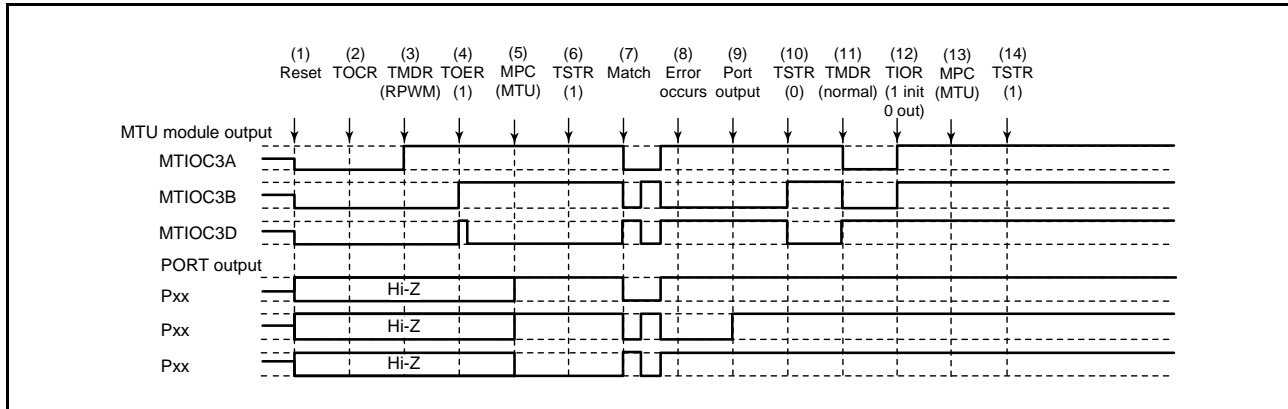 (1) (2) (3) (4) (5) (6) (7) (8) (9) (10) (11) (12) (13) (14)
Reset TOCR TMDR TOER MPC TSTR Match Error Port TSTR TMDR TIOR MPC TSTR
(RPWM) (1) (MTU) (1) occurs output (0) (normal) (1 init (MTU) (1)
0 out)
MTU module output
MTIOC3A
MTIOC3B
MTIOC3D
PORT output
Pxx Hi-Z
Pxx Hi-Z
Pxx Hi-Z